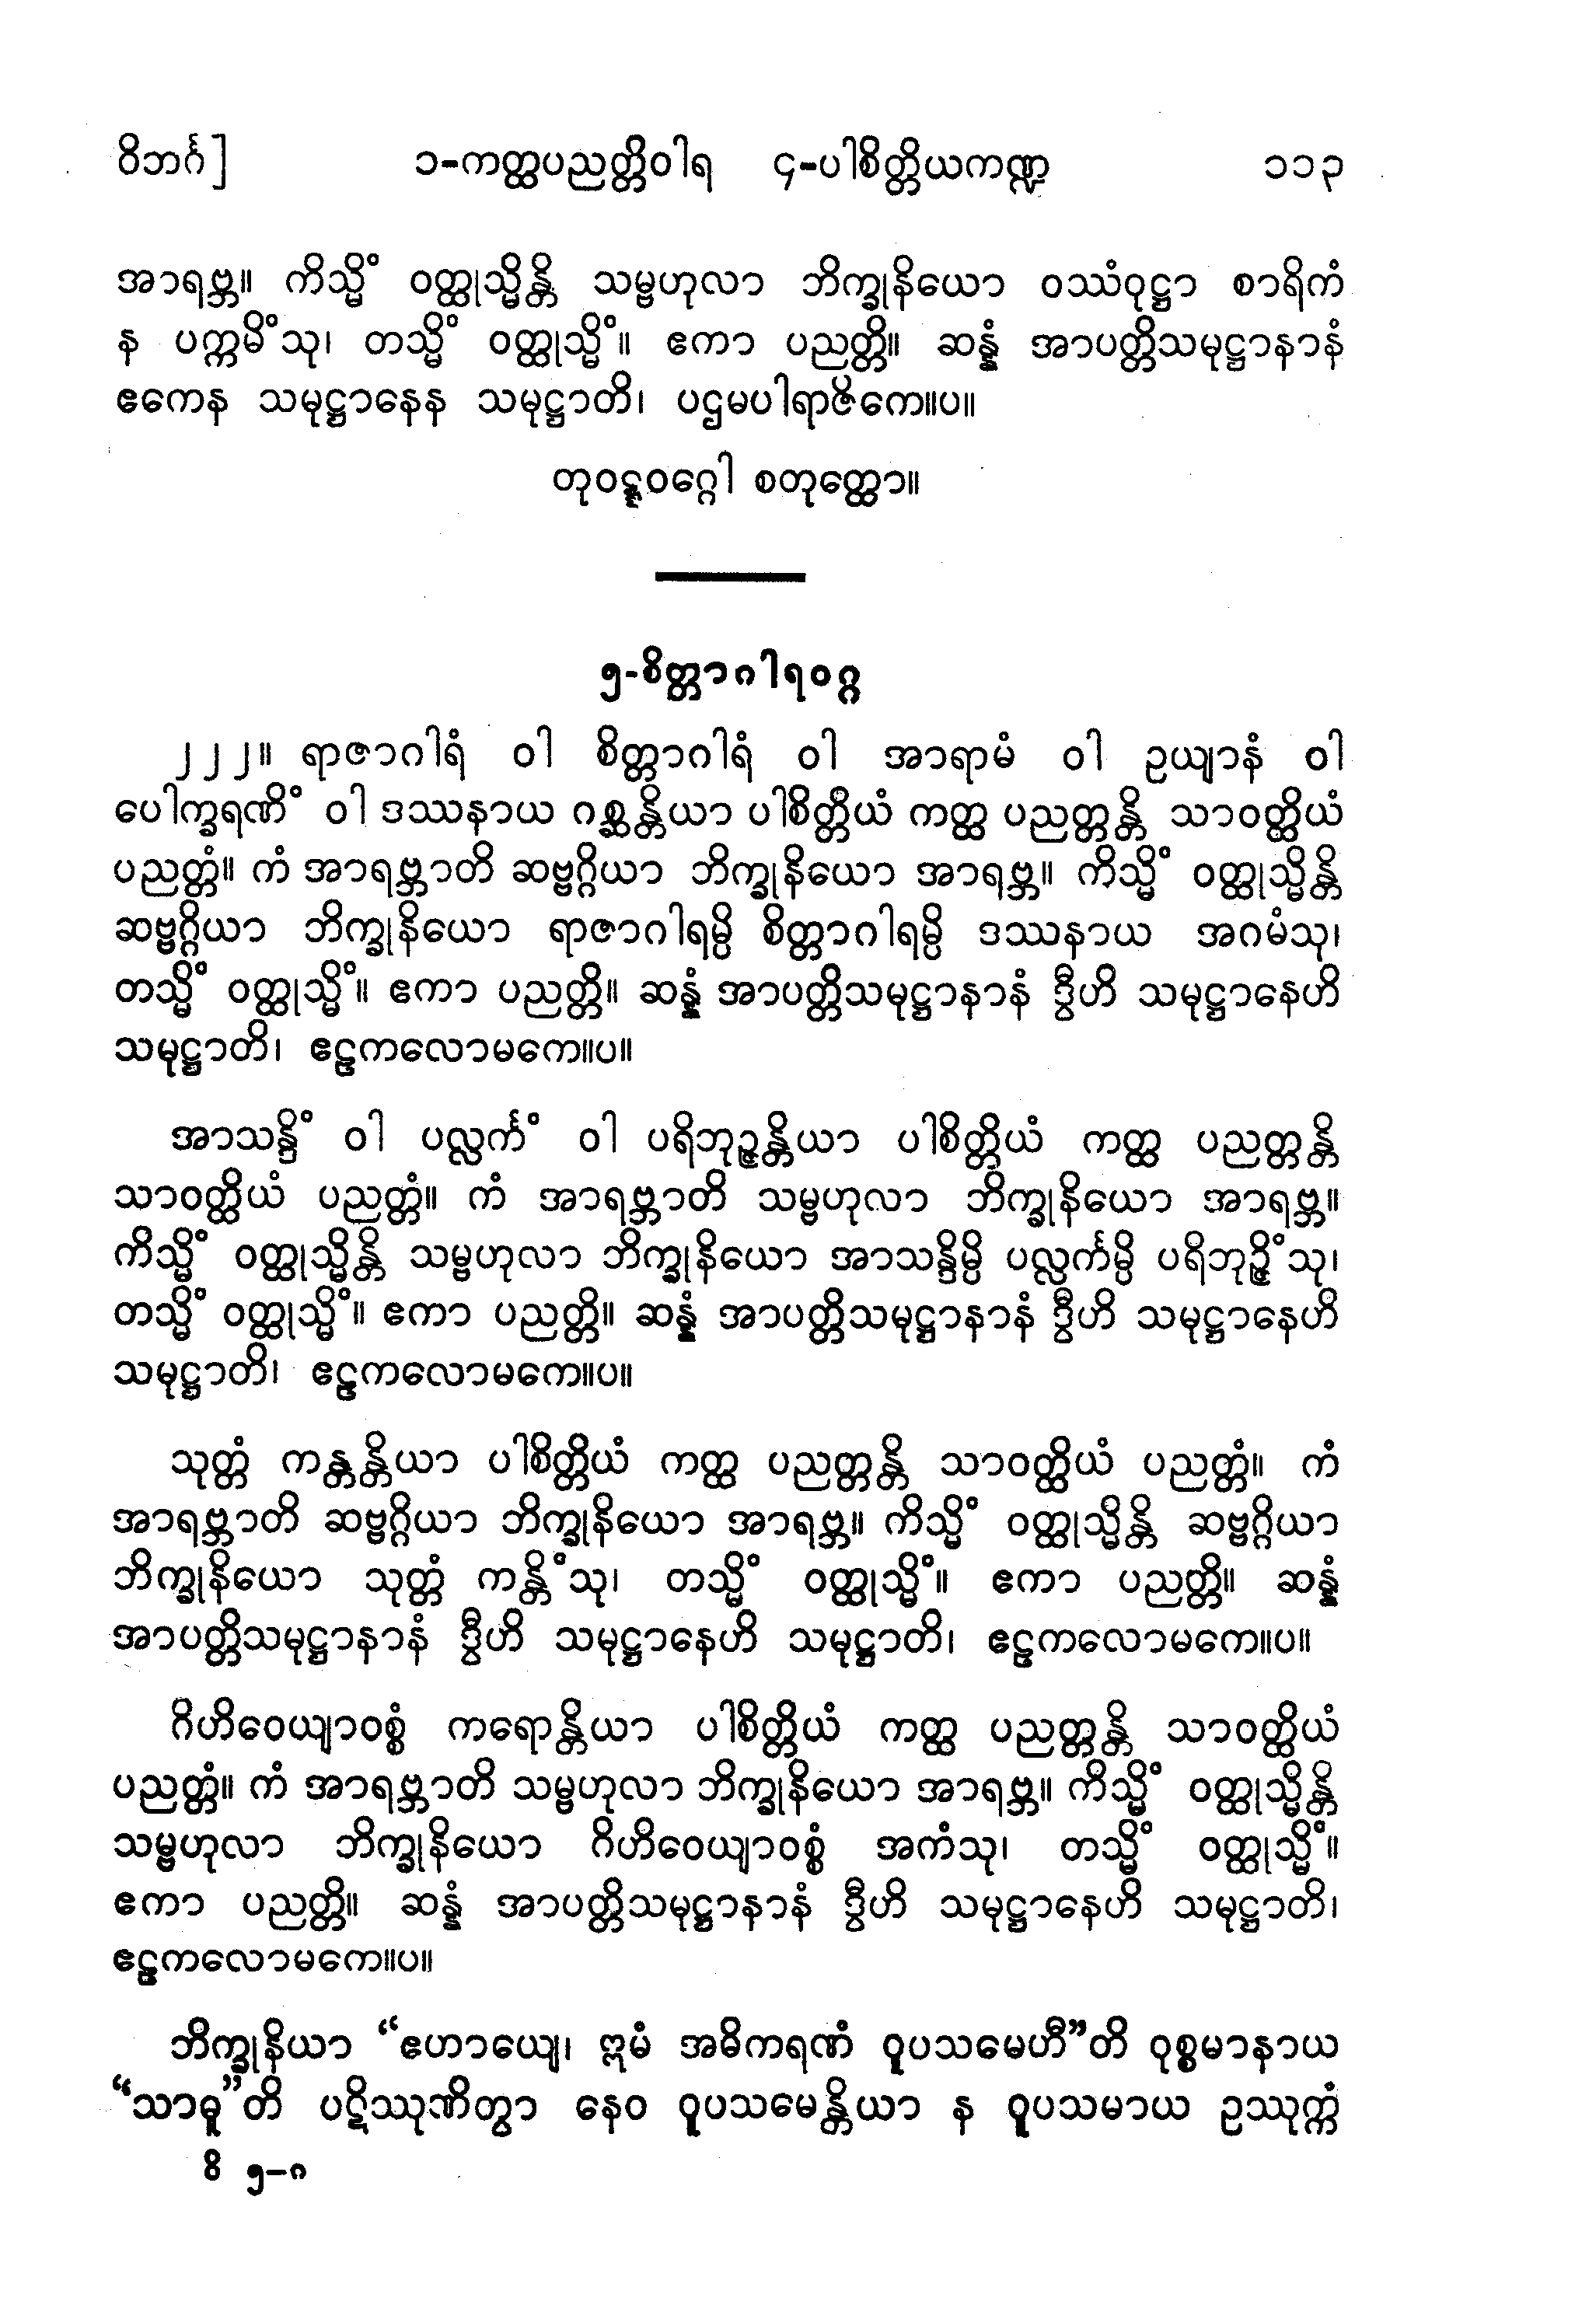 ဝိဘင်္ဂ] ၁-ကတ္ထပညတ္တိဝါရ ၄-ပါစိတ္တိယကဏ္ဍ ၁၁၃
အာရဗ္ဘ။ ကိသ္မိံ ဝတ္ထုသ္မိန္တိ သမ္ဗဟုလာ ဘိက္ခုနိယော ဝဿံဝုဋ္ဌာ စာရိကံ
န ပက္ကမိံသု၊ တသ္မိံ ဝတ္ထုသ္မိံ။ ဧကာ ပညတ္တိ။ ဆန္နံ အာပတ္တိသမုဋ္ဌာနာနံ
ဧကေန သမုဋ္ဌာနေန သမုဋ္ဌာတိ၊ ပဌမပါရာဇိကေ။ပ။
တုဝဋ္ဋဝဂ္ဂေါ စတုတ္ထော။
၅-စိတ္တာဂါရဝဂ္ဂ
၂၂၂။ ရာဇာဂါရံ ဝါ စိတ္တာဂါရံ ဝါ အာရာမံ ဝါ ဥယျာနံ ဝါ
ပေါက္ခရဏိံ ဝါ ဒဿနာယ ဂစ္ဆန္တိယာ ပါစိတ္တိယံ ကတ္ထ ပညတ္တန္တိ သာဝတ္ထိယံ
ပညတ္တံ။ ကံ အာရဗ္ဘာတိ ဆဗ္ဗဂ္ဂိယာ ဘိက္ခုနိယော အာရဗ္ဘ။ ကိသ္မိံ ဝတ္ထုသ္မိန္တိ
ဆဗ္ဗဂ္ဂိယာ ဘိက္ခုနိယော ရာဇာဂါရမ္ပိ စိတ္တာဂါရမ္ပိ ဒဿနာယ အဂမံသု၊
တသ္မိံ ဝတ္ထုသ္မိံ။ ဧကာ ပညတ္တိ။ ဆန္နံ အာပတ္တိသမုဋ္ဌာနာနံ ဒွီဟိ သမုဋ္ဌာနေဟိ
သမုဋ္ဌာတိ၊ ဧဠကလောမကေ။ပ။
အာသန္ဒိံ ဝါ ပလ္လင်္ကံ ဝါ ပရိဘုဉ္ဇန္တိယာ ပါစိတ္တိယံ ကတ္ထ ပညတ္တန္တိ
သာဝတ္ထိယံ ပညတ္တံ။ ကံ အာရဗ္ဘာတိ သမ္ဗဟုလာ ဘိက္ခုနိယော အာရဗ္ဘ။
ကိသ္မိံ ဝတ္ထုသ္မိန္တိ သမ္ဗဟုလာ ဘိက္ခုနိယော အာသန္ဒိမ္ပိ ပလ္လင်္ကမ္ပိ ပရိဘုဉ္ဇိံသု၊
တသ္မိံ ဝတ္ထုသ္မိံ။ ဧကာ ပညတ္တိ။ ဆန္နံ အာပတ္တိသမုဋ္ဌာနာနံ ဒွီဟိ သမုဋ္ဌာနေဟိ
သမုဋ္ဌာတိ၊ ဧဠကလောမကေ။ပ။
သုတ္တံ ကန္တန္တိယာ ပါစိတ္တိယံ ကတ္ထ ပညတ္တန္တိ သာဝတ္ထိယံ ပညတ္တံ။ ကံ
အာရဗ္ဘာတိ ဆဗ္ဗဂ္ဂိယာ ဘိက္ခုနိယော အာရဗ္ဘ။ ကိသ္မိံ ဝတ္ထုသ္မိန္တိ ဆဗ္ဗဂ္ဂိယာ
ဘိက္ခုနိယော သုတ္တံ ကန္တိံသု၊ တသ္မိံ ဝတ္ထုသ္မိံ။ ဧကာ ပညတ္တိ။ ဆန္နံ
အာပတ္တိသမုဋ္ဌာနာနံ ဒွီဟိ သမုဋ္ဌာနေဟိ သမုဋ္ဌာတိ၊ ဧဠကလောမကေ။ပ။
ဂိဟိဝေယျာဝစ္စံ ကရောန္တိယာ ပါစိတ္တိယံ ကတ္ထ ပညတ္တန္တိ သာဝတ္ထိယံ
ပညတ္တံ။ ကံ အာရဗ္ဘာတိ သမ္ဗဟုလာ ဘိက္ခုနိယော အာရဗ္ဘ။ ကိသ္မိံ ဝတ္ထုသ္မိန္တိ
သမ္ဗဟုလာ ဘိက္ခုနိယော ဂိဟိဝေယျာဝစ္စံ အကံသု၊ တသ္မိံ ဝတ္ထုသ္မိံ။
ဧကာ ပညတ္တိ။ ဆန္နံ အာပတ္တိသမုဋ္ဌာနာနံ ဒွီဟိ သမုဋ္ဌာနေဟိ သမုဋ္ဌာတိ၊
ဧဠကလောမကေ။ပ။
ဘိက္ခုနိယာ “ဧဟာယျေ၊ ဣမံ အဓိကရဏံ ဝူပသမေဟီ”တိ ဝုစ္စမာနာယ
“သာဓူ”တိ ပဋိဿုဏိတွာ နေဝ ဝူပသမေန္တိယာ န ဝူပသမာယ ဥဿုက္ကံ
ဝိ ၅-၈